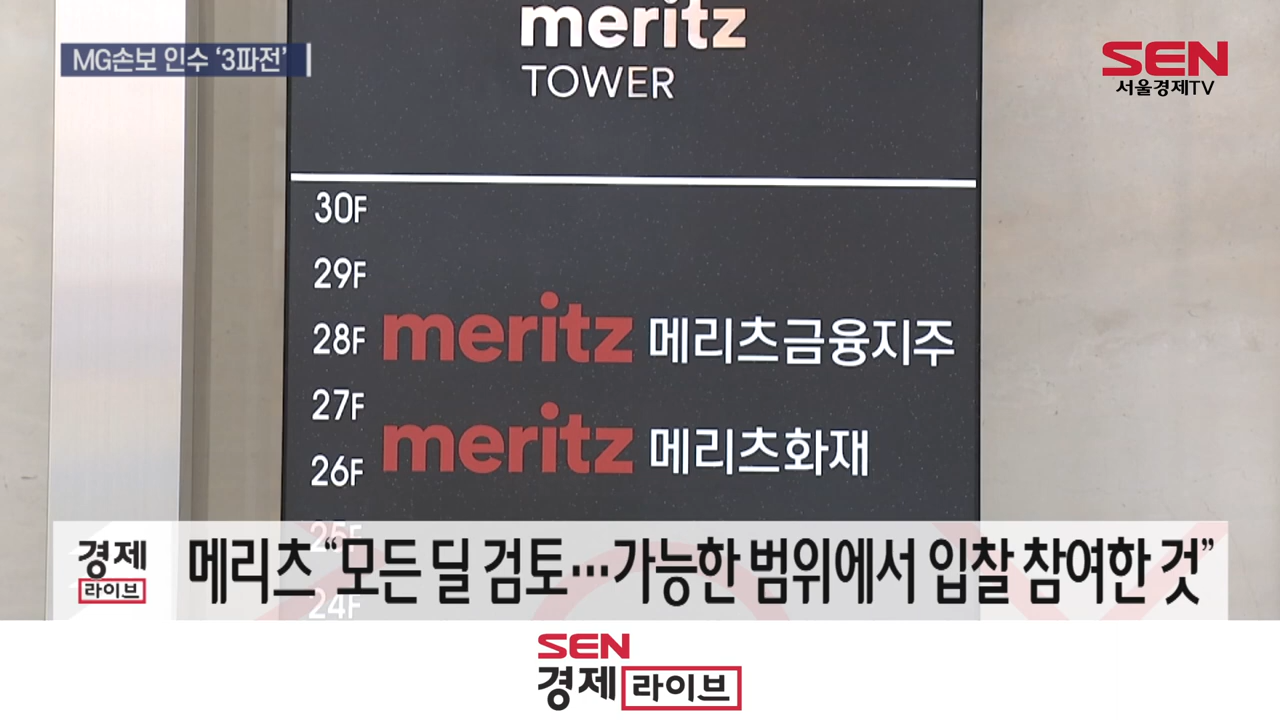 meritz
TOWER
MG손보 인수 ‘3파전’
SEN
서울경제TV
30F
29F
28F meritz 메리츠금융지주
27F
26F meritz 메리츠화재
25F
경제
라이브
메리츠 “모든 딜 검토…가능한 범위에서 입찰 참여한 것”
24F
SEN
경제 라이브